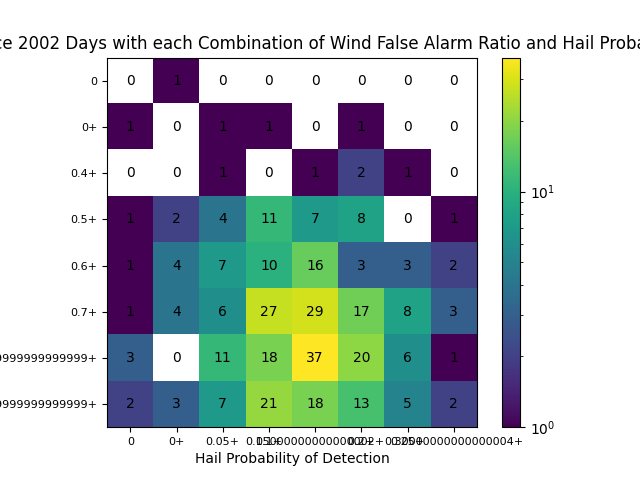 ce 2002 Days with each Combination of Wind False Alarm Ratio and Hail Proba
0 0 1 0 0 0 0 0 0
0+ 1 0 1 1 0 1 0 0
0.4+ 0 0 1 0 1 2 1 0
0.5+ 1 2 4 11 7 8 0 1
0.6+ 1 4 7 10 16 3 3 2
0.7+ 1 4 6 27 29 17 8 3
9999999999999+ 3 0 11 18 37 20 6 1
9999999999999+ 2 3 7 21 18 13 5 2
0 0+ 0.05+
Hail Probability of Detection
10¹
10⁰